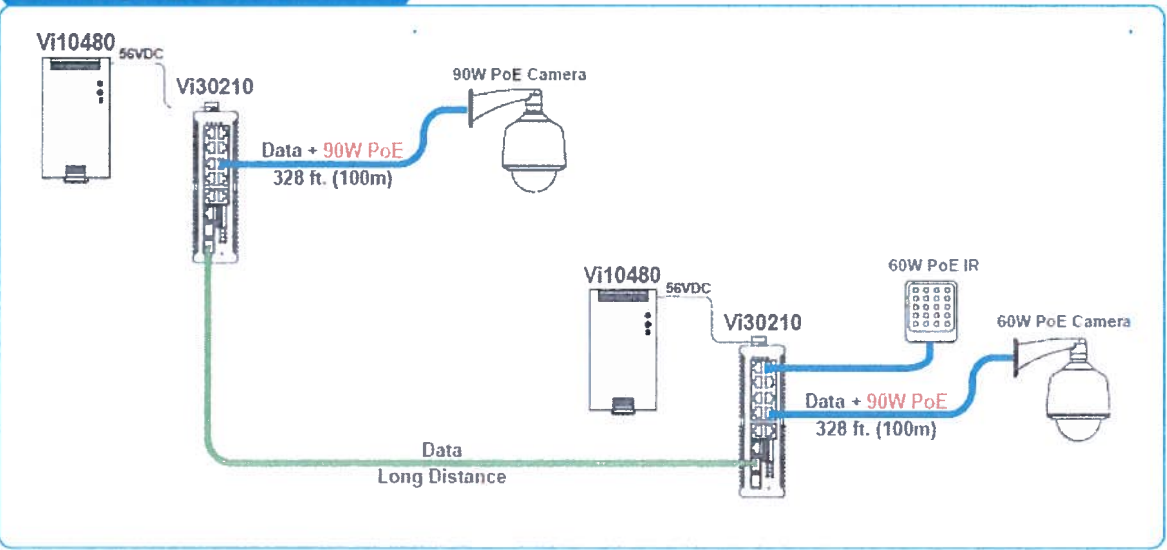 Vi10480
56VDC
Vi30210
90W PoE Camera
Data + 90W PoE
328 ft. (100m)
Vi10480
56VDC
Vi30210
60W PoE IR
60W PoE Camera
Data + 90W PoE
328 ft. (100m)
Data
Long Distance